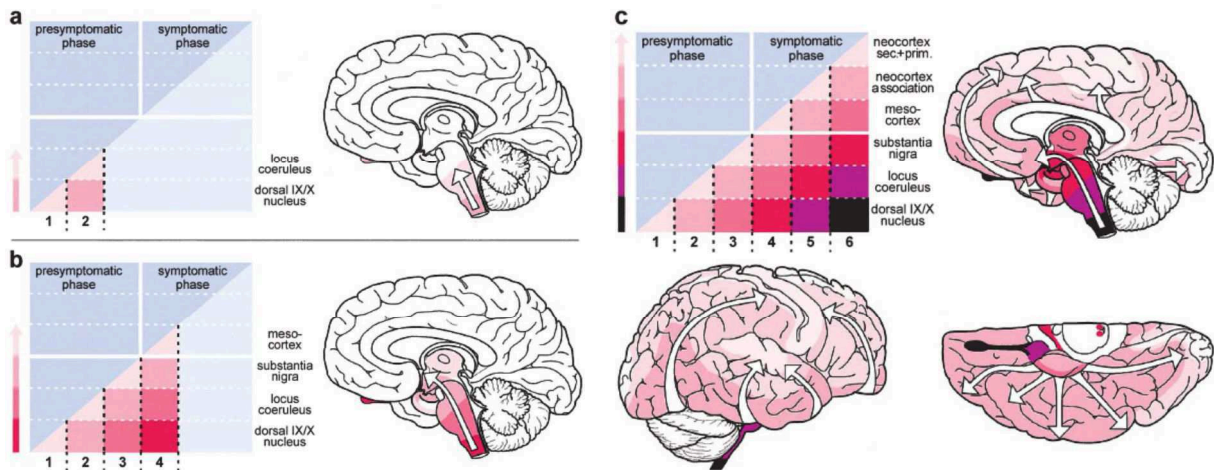 a
presymptomatic
phase
symptomatic
phase
locus
coeruleus
dorsal IX/X
nucleus
1 2
b
presymptomatic
phase
symptomatic
phase
meso-
cortex
substantia
nigra
locus
coeruleus
dorsal IX/X
nucleus
1 2 3 4
c
presymptomatic
phase
symptomatic
phase
neocortex
sec.+prim.
neocortex
association
meso-
cortex
substantia
nigra
locus
coeruleus
dorsal IX/X
nucleus
1 2 3 4 5 6